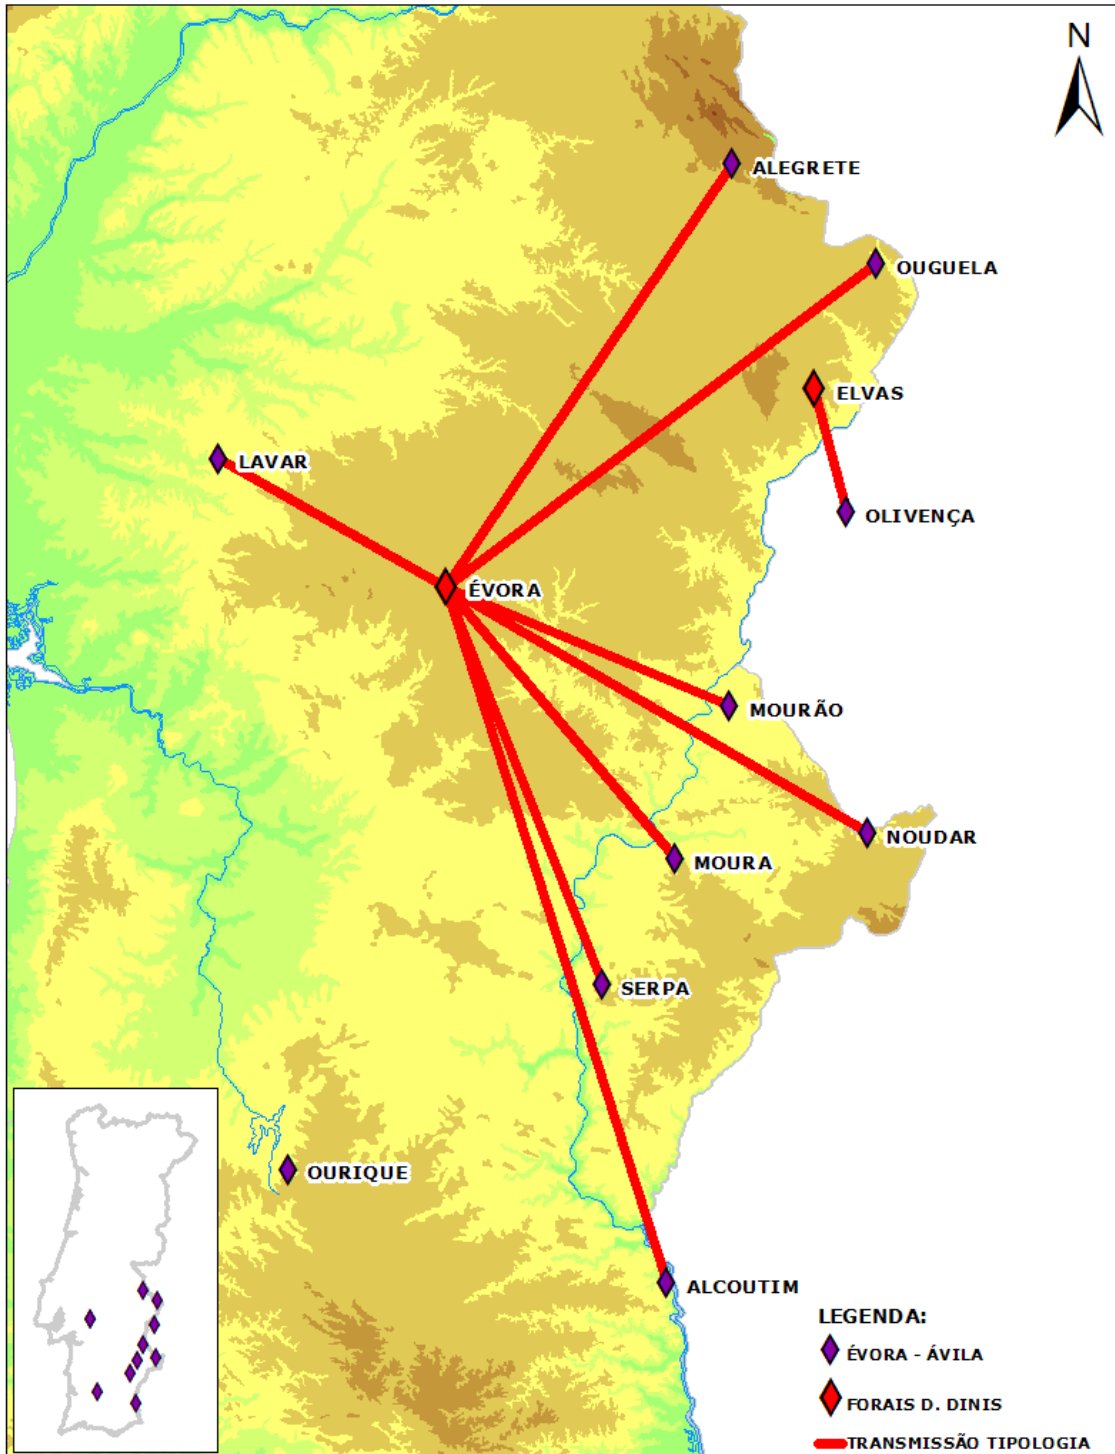 N
ALEGRETE
OUGUELA
ELVAS
LAVAR
OLIVENÇA
ÉVORA
MOURÃO
NOUDAR
MOURA
SERPA
OURIQUE
ALCOUTIM
LEGENDA:
ÉVORA - ÁVILA
FORAIS D. DINIS
TRANSMISSÃO TIPOLOGIA